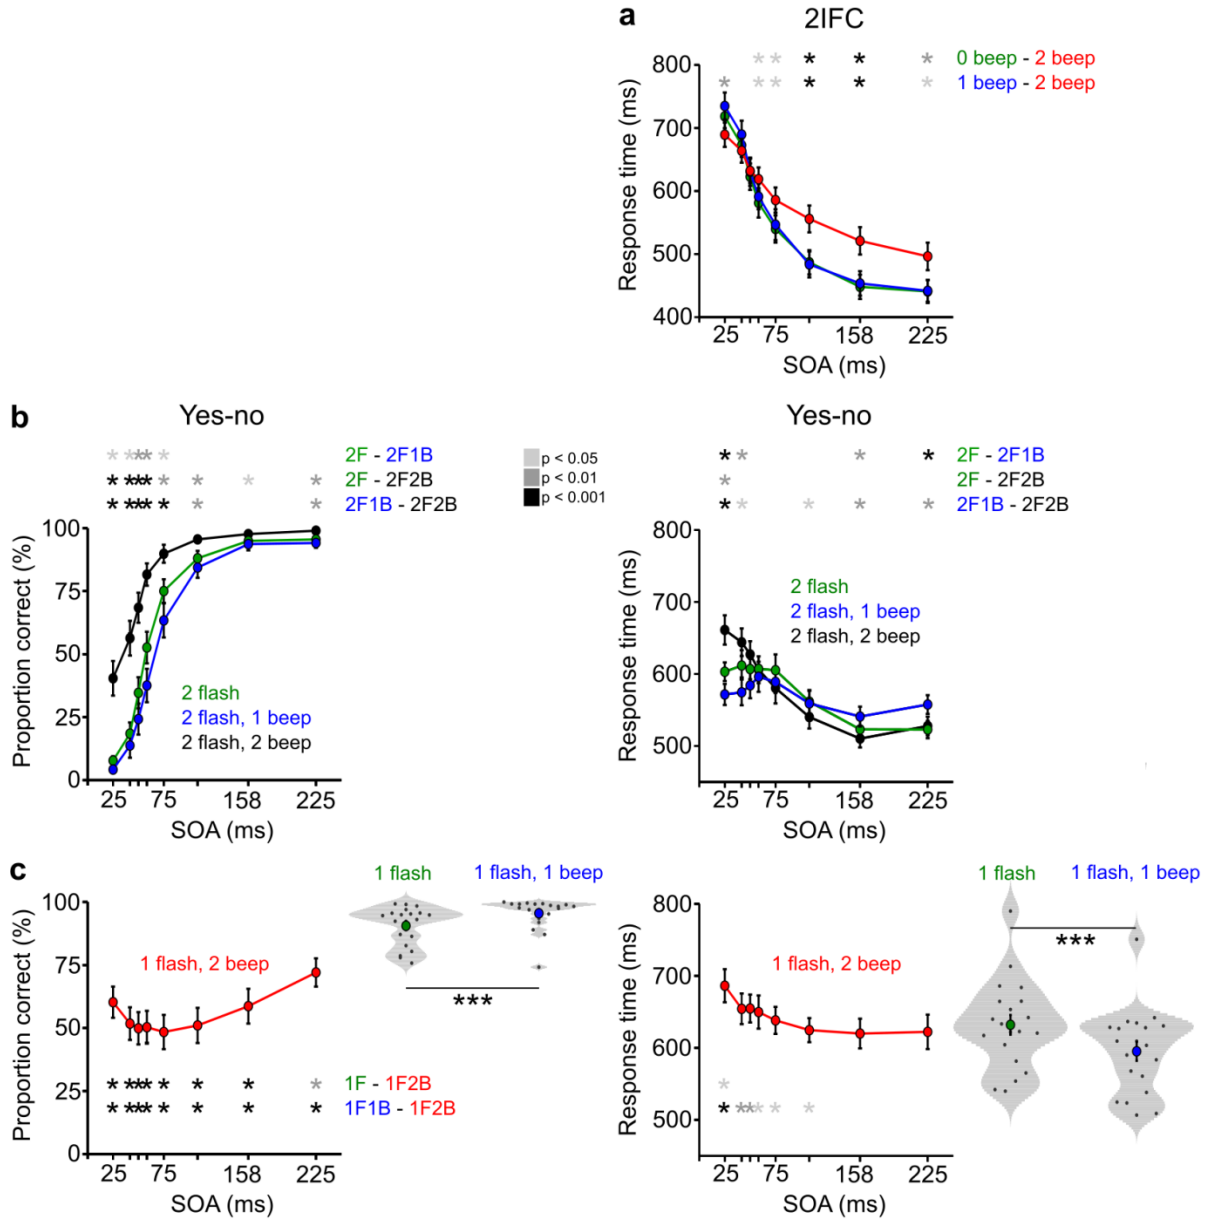 a
2IFC
* * * * * 0 beep - 2 beep
* * * * * * 1 beep - 2 beep
800
700
600
500
400
Response time (ms)
25 75 158 225
SOA (ms)
b
Yes-no
* * * * * 2F - 2F1B
* * * * * * * * 2F - 2F2B
* * * * * * * 2F1B - 2F2B
p < 0.05
p < 0.01
p < 0.001
100
75
50
25
0
Proportion correct (%)
2 flash
2 flash, 1 beep
2 flash, 2 beep
25 75 158 225
SOA (ms)
Yes-no
* * * * 2F - 2F1B
* 2F - 2F2B
* * * * * 2F1B - 2F2B
800
700
600
500
Response time (ms)
2 flash
2 flash, 1 beep
2 flash, 2 beep
25 75 158 225
SOA (ms)
c
1 flash 1 flash, 1 beep
100
75
50
25
0
Proportion correct (%)
1 flash, 2 beep
***
* * * * * * * * 1F - 1F2B
* * * * * * * * 1F1B - 1F2B
25 75 158 225
SOA (ms)
1 flash 1 flash, 1 beep
800
700
600
500
Response time (ms)
1 flash, 2 beep
***
*
* * * * * *
25 75 158 225
SOA (ms)